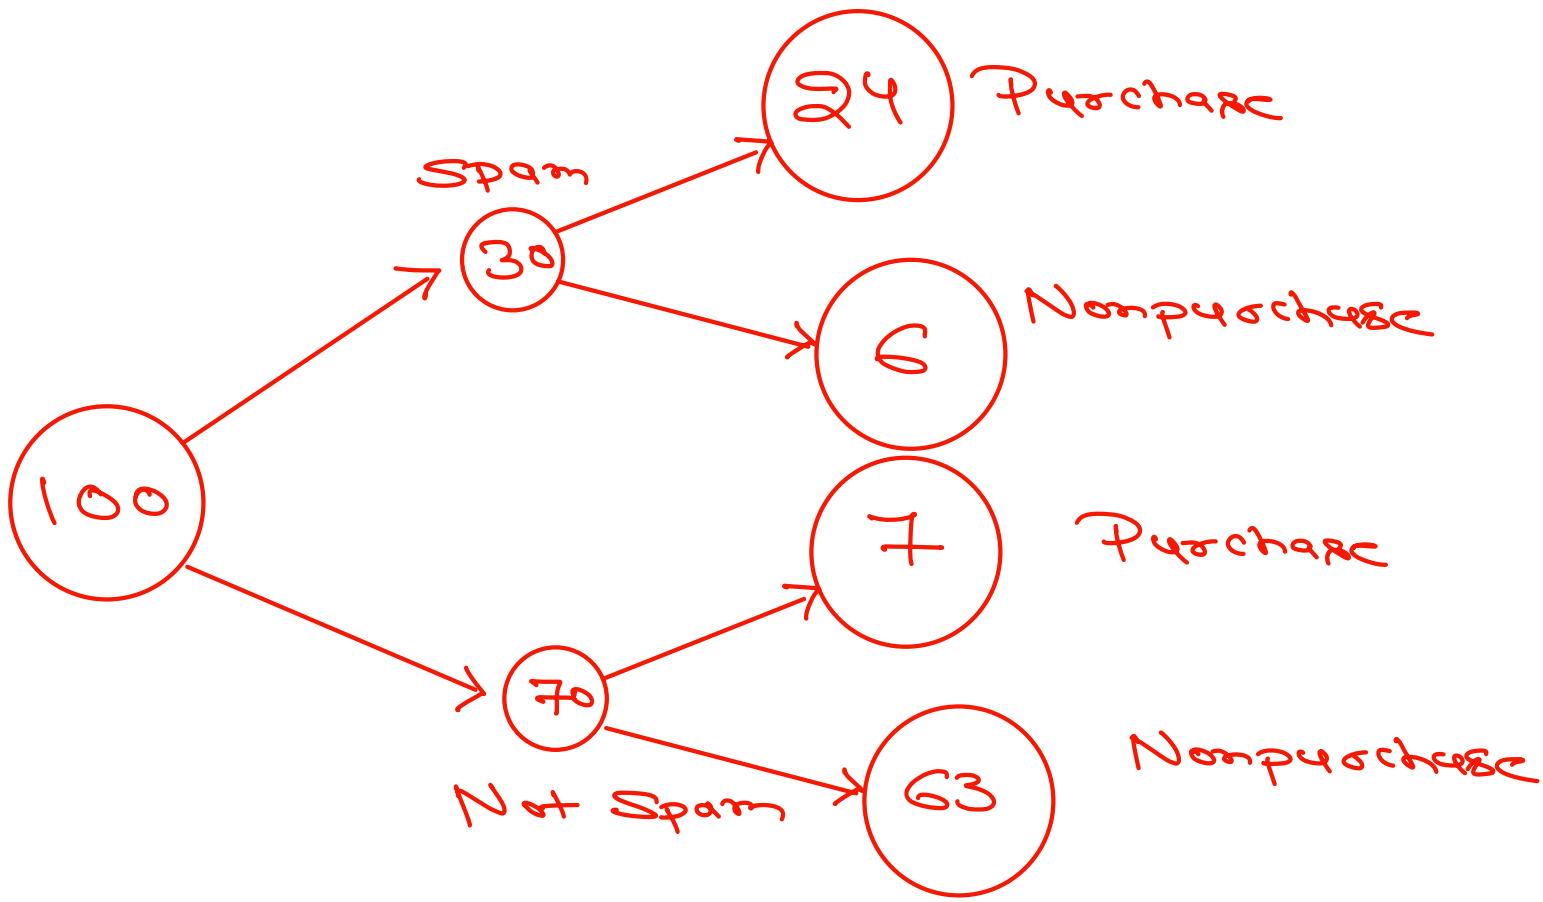 24 Purchase
Spam
30
6 Nonpurchase
100
7 Purchase
70
Not Spam
63 Nonpurchase